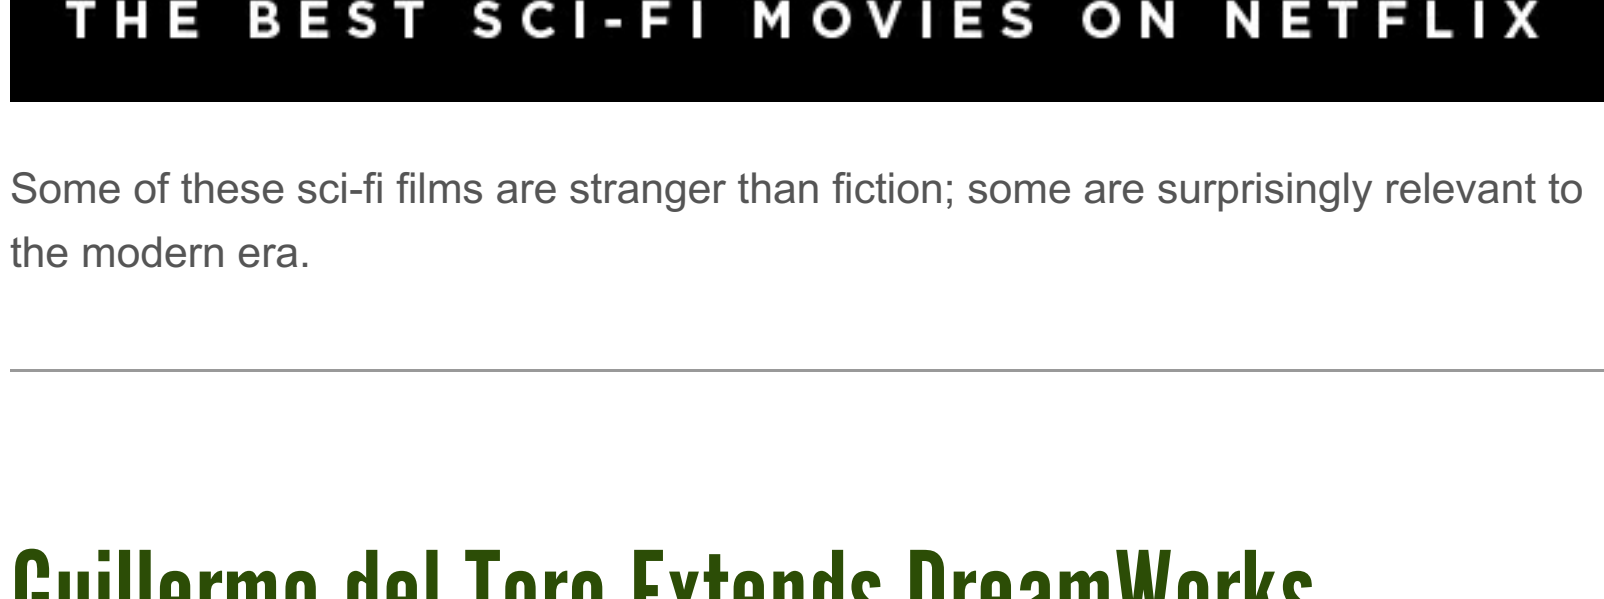 THE BEST SCI-FI MOVIES ON NETFLIX
Some of these sci-fi films are stranger than fiction; some are surprisingly relevant to
the modern era.
Guillermo del Toro Extends DreamWorks